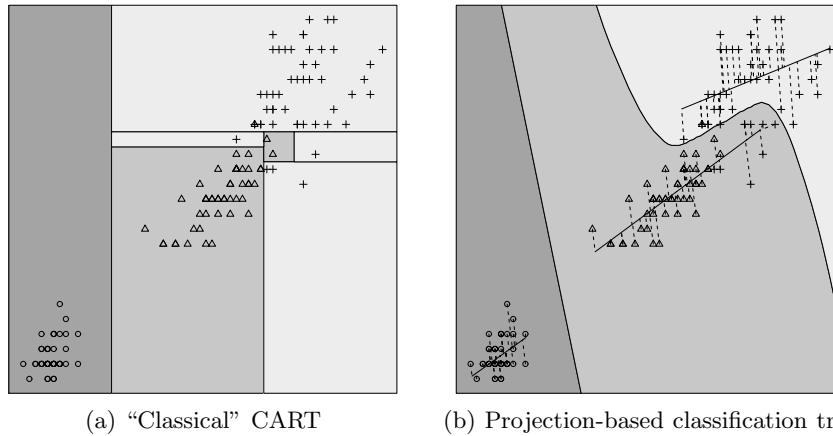 (a) “Classical” CART
(b) Projection-based classification tr